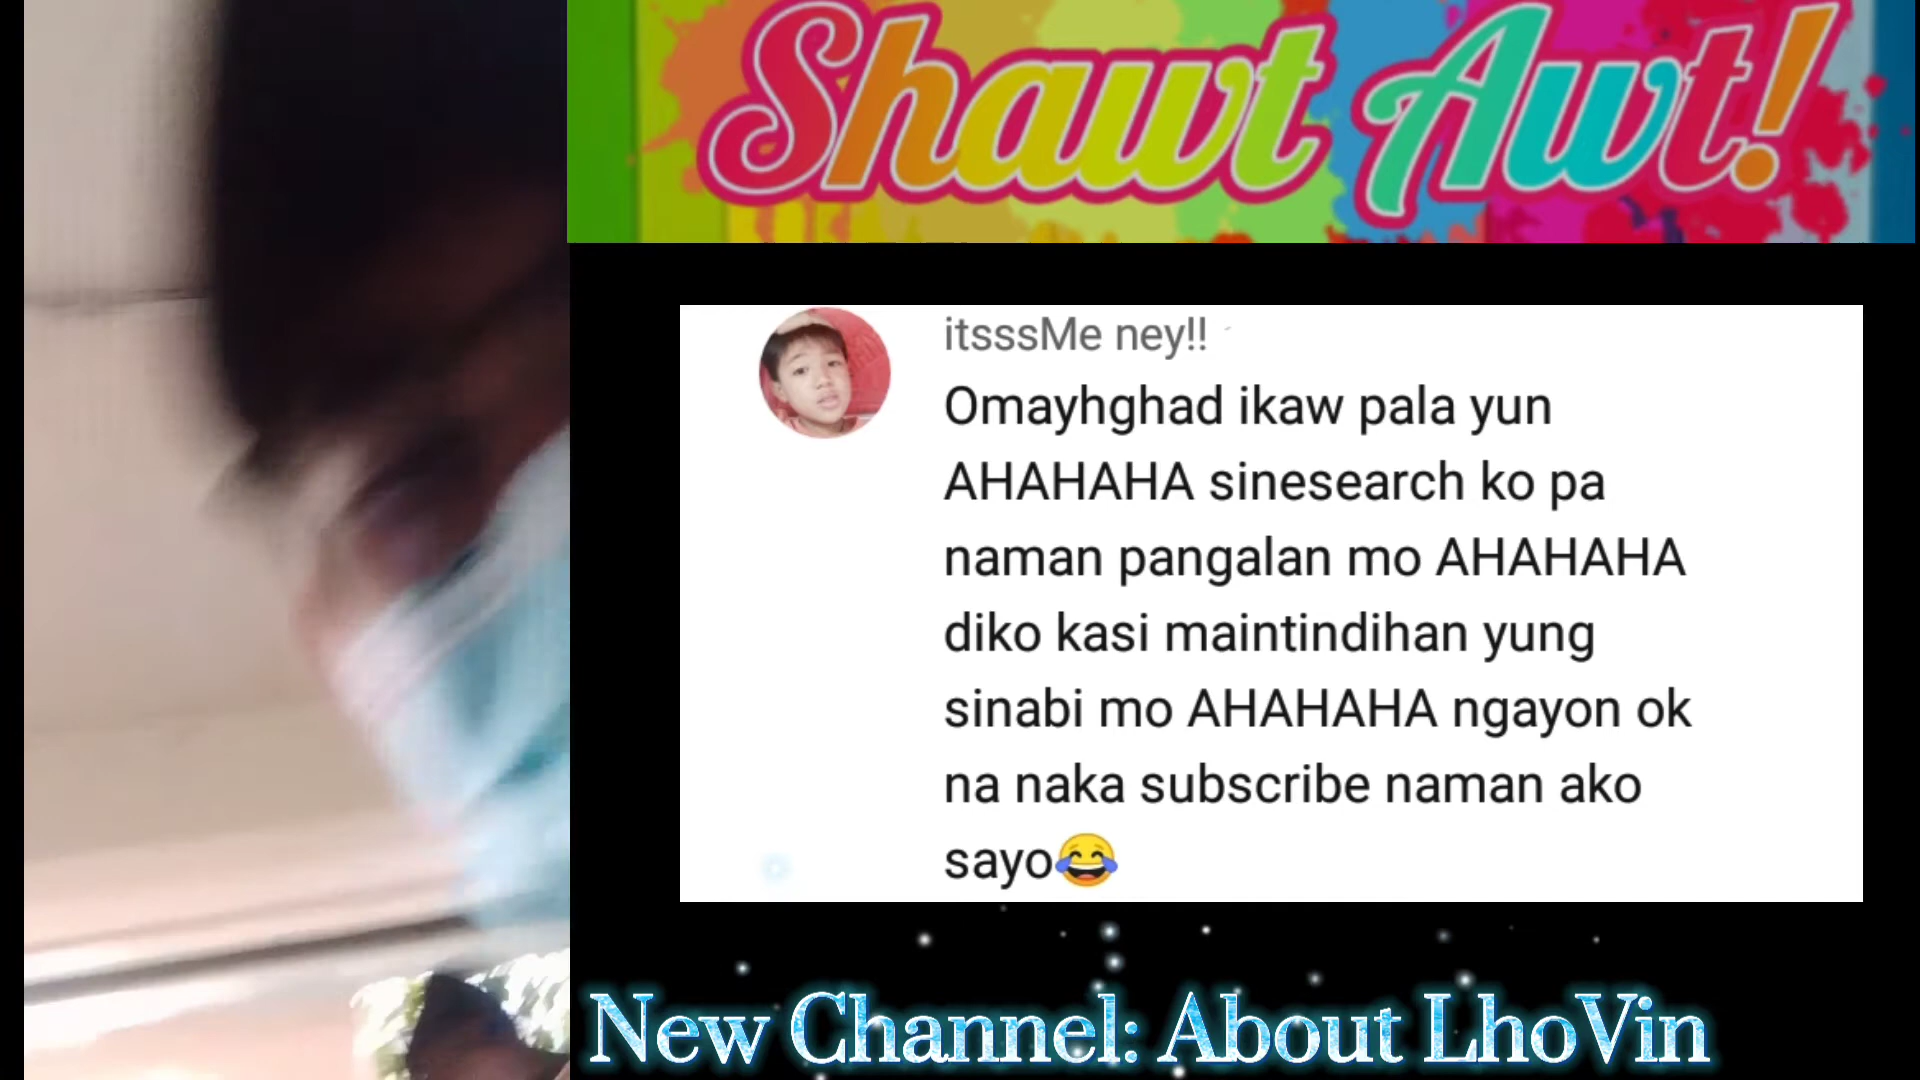 Shawt Awt!
itsssMe ney!!
Omayhghad ikaw pala yun
AHAHAHA sinesearch ko pa
naman pangalan mo AHAHAHA
diko kasi maintindihan yung
sinabi mo AHAHAHA ngayon ok
na naka subscribe naman ako
sayo😂
New Channel: About LhoVin